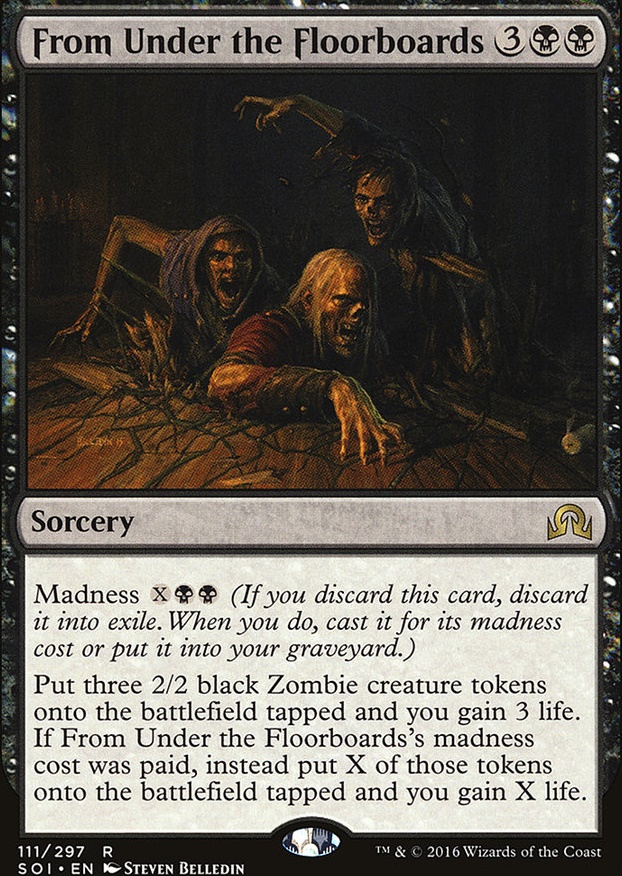 From Under the Floorboards 3
Sorcery
Madness X (If you discard this card, discard
it into exile. When you do, cast it for its madness
cost or put it into your graveyard.)
Put three 2/2 black Zombie creature tokens
onto the battlefield tapped and you gain 3 life.
If From Under the Floorboards's madness
cost was paid, instead put X of those tokens
onto the battlefield tapped and you gain X life.
111/297 R
SOI • EN STEVEN BELLEDIN
™ & © 2016 Wizards of the Coast